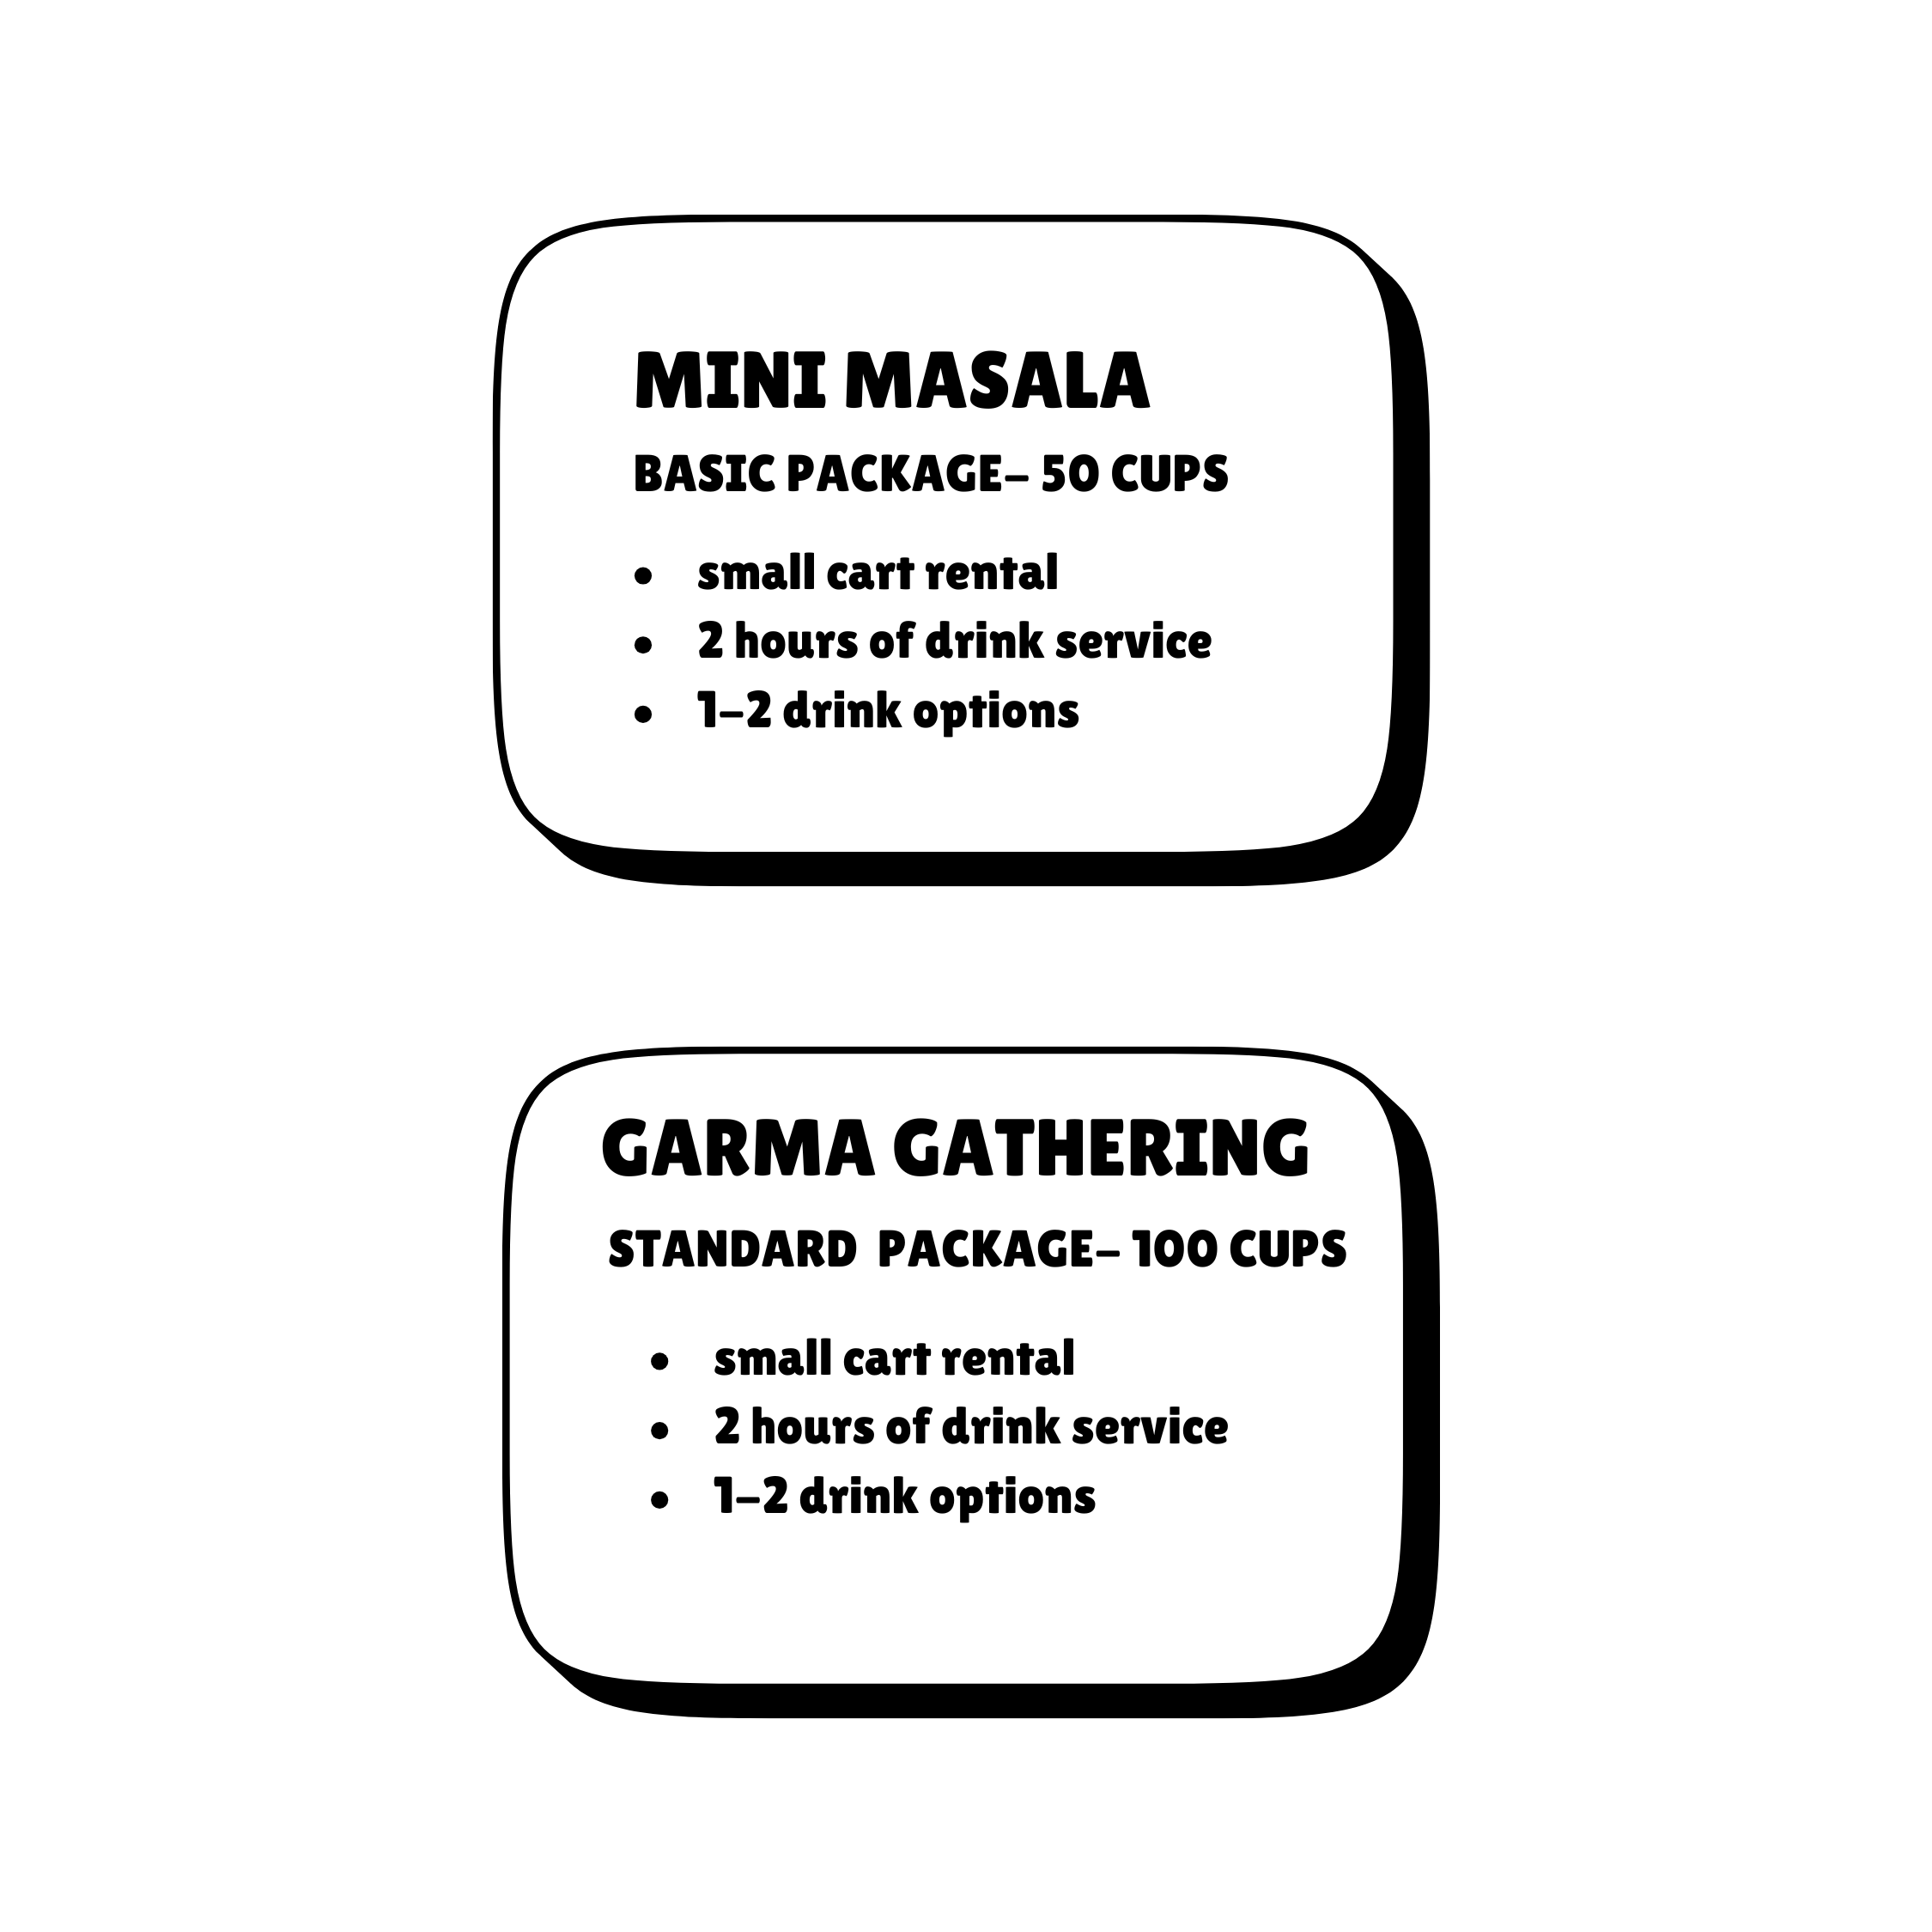 MINI MASALA
BASIC PACKAGE– 50 CUPS
• small cart rental
• 2 hours of drink service
• 1–2 drink options
GARMA GATHERING
STANDARD PACKAGE– 100 CUPS
• small cart rental
• 2 hours of drink service
• 1–2 drink options